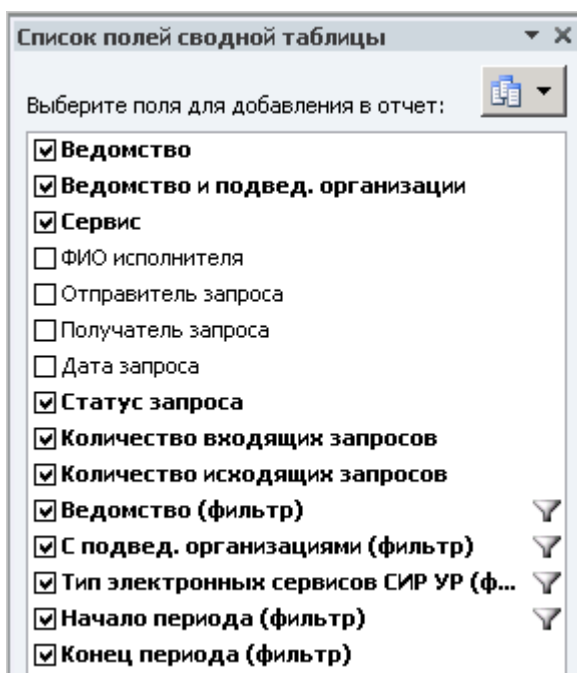 Список полей сводной таблицы
Выберите поля для добавления в отчет:
Ведомство
Ведомство и подвед. организации
Сервис
ФИО исполнителя
Отправитель запроса
Получатель запроса
Дата запроса
Статус запроса
Количество входящих запросов
Количество исходящих запросов
Ведомство (фильтр)
С подвед. организациями (фильтр)
Тип электронных сервисов СИР УР (ф...
Начало периода (фильтр)
Конец периода (фильтр)